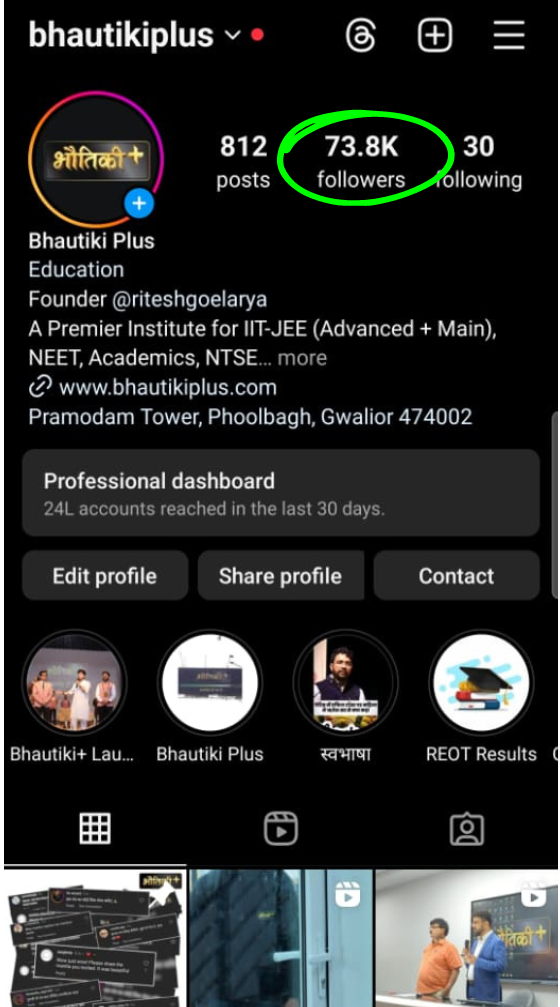 bhautikiplus
भौतिकी+
812 73.8K 30
posts followers following
Bhautiki Plus
Education
Founder @riteshgoelarya
A Premier Institute for IIT-JEE (Advanced + Main),
NEET, Academics, NTSE... more
www.bhautikiplus.com
Pramodam Tower, Phoolbagh, Gwalior 474002
Professional dashboard
24L accounts reached in the last 30 days.
Edit profile Share profile Contact
Bhautiki+ Lau... Bhautiki Plus स्वभाषा REOT Results
भौतिकी+
भौतिकी+